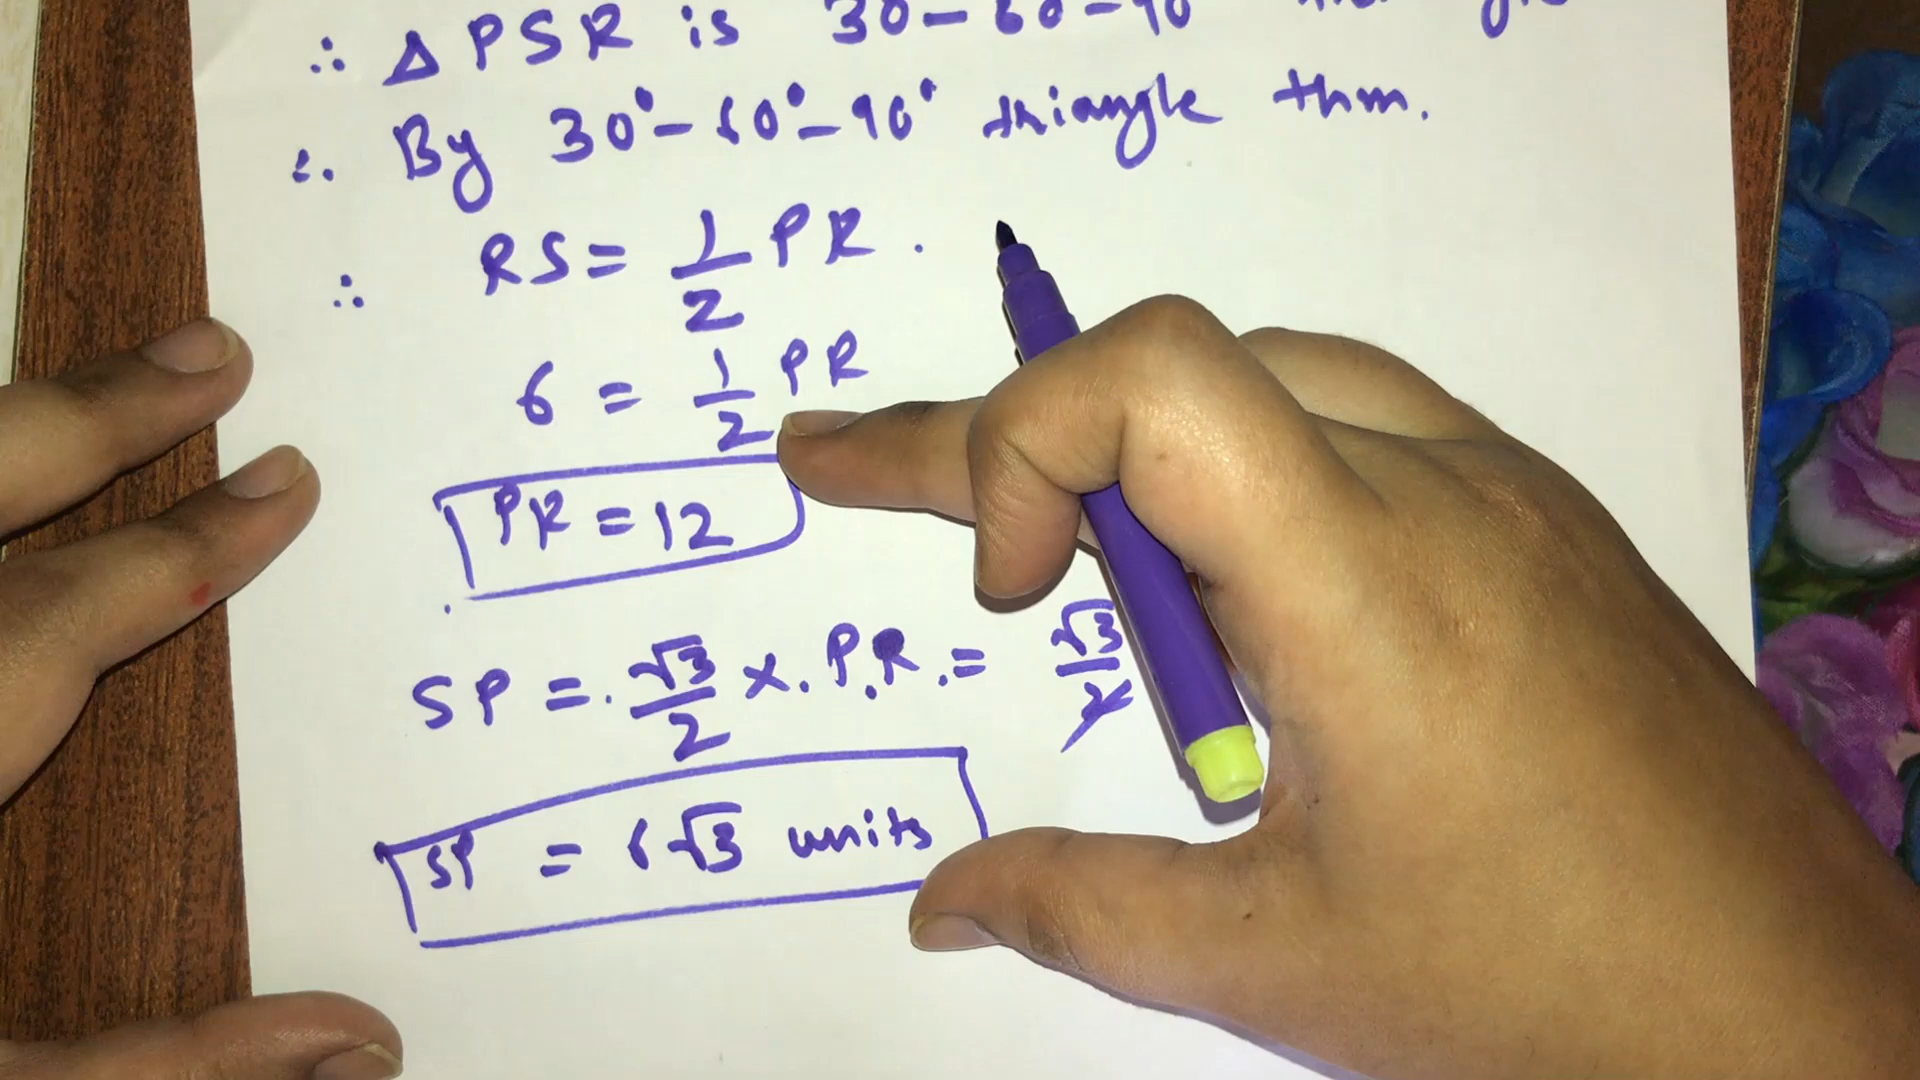 ∴ △ PSR is 30-60-90
∴ By 30°-60°-90° triangle thm.
∴ RS = 1/2 PR.
6 = 1/2 PR
PR = 12
SP = √3/2 × PR = √3/2
SP = 6√3 units